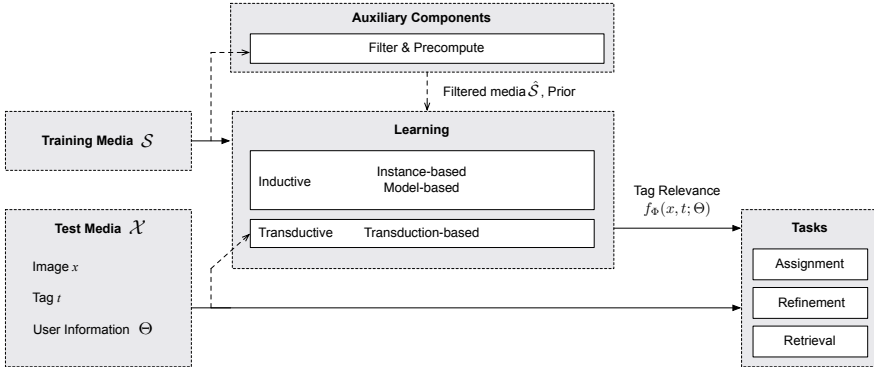 Auxiliary Components
Filter & Precompute
Filtered media Ŝ, Prior
Training Media S
Learning
Inductive
Instance-based
Model-based
Transductive
Transduction-based
Tag Relevance
f_Φ(x, t; Θ)
Test Media X
Image x
Tag t
User Information Θ
Tasks
Assignment
Refinement
Retrieval